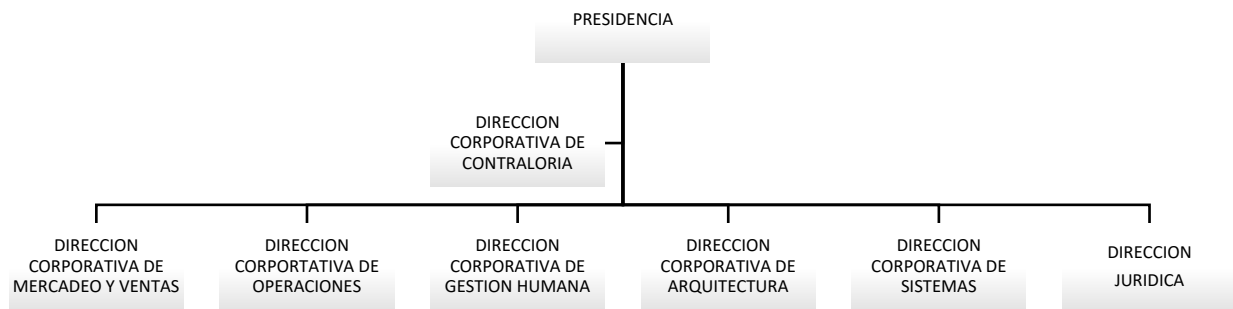 PRESIDENCIA
DIRECCION
CORPORATIVA DE
CONTRALORIA
DIRECCION
CORPORATIVA DE
MERCADEO Y VENTAS
DIRECCION
CORPORTATIVA DE
OPERACIONES
DIRECCION
CORPORATIVA DE
GESTION HUMANA
DIRECCION
CORPORATIVA DE
ARQUITECTURA
DIRECCION
CORPORATIVA DE
SISTEMAS
DIRECCION
JURIDICA